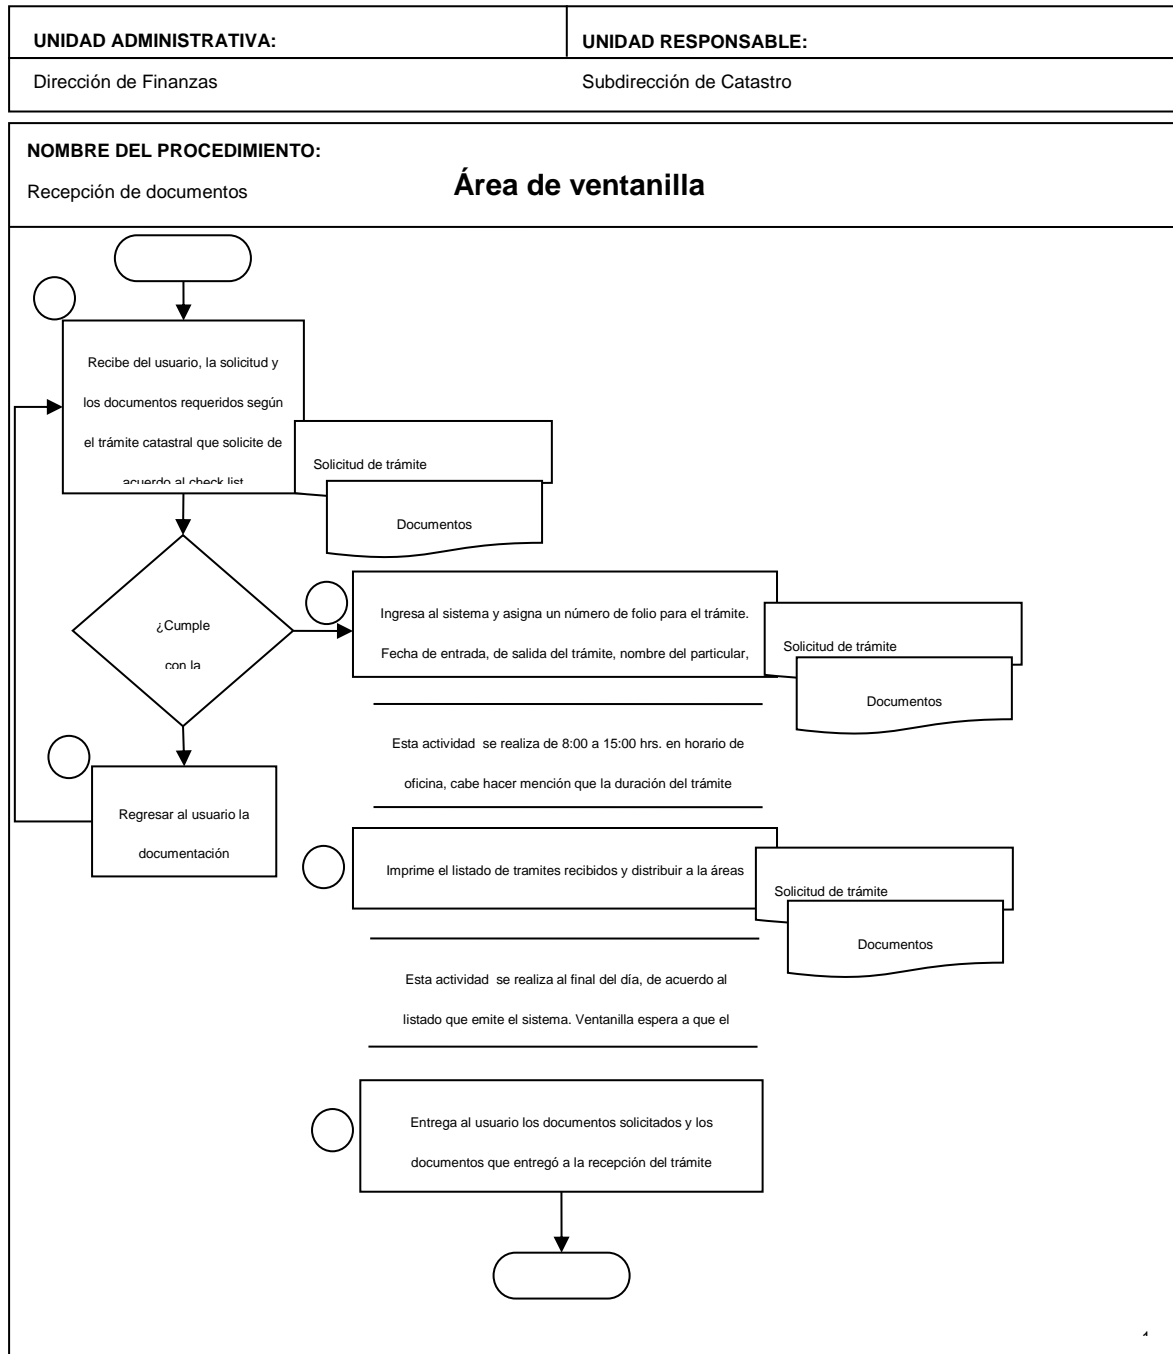 UNIDAD ADMINISTRATIVA:
UNIDAD RESPONSABLE:
Dirección de Finanzas
Subdirección de Catastro
NOMBRE DEL PROCEDIMIENTO:
Recepción de documentos
Área de ventanilla
Recibe del usuario, la solicitud y
los documentos requeridos según
el trámite catastral que solicite de
acuerdo al check list
Solicitud de trámite
Documentos
¿Cumple
con la
Ingresa al sistema y asigna un número de folio para el trámite.
Fecha de entrada, de salida del trámite, nombre del particular,
Solicitud de trámite
Documentos
Esta actividad se realiza de 8:00 a 15:00 hrs. en horario de
oficina, cabe hacer mención que la duración del trámite
Regresar al usuario la
documentación
Imprime el listado de tramites recibidos y distribuir a la áreas
Solicitud de trámite
Documentos
Esta actividad se realiza al final del día, de acuerdo al
listado que emite el sistema. Ventanilla espera a que el
Entrega al usuario los documentos solicitados y los
documentos que entregó a la recepción del trámite